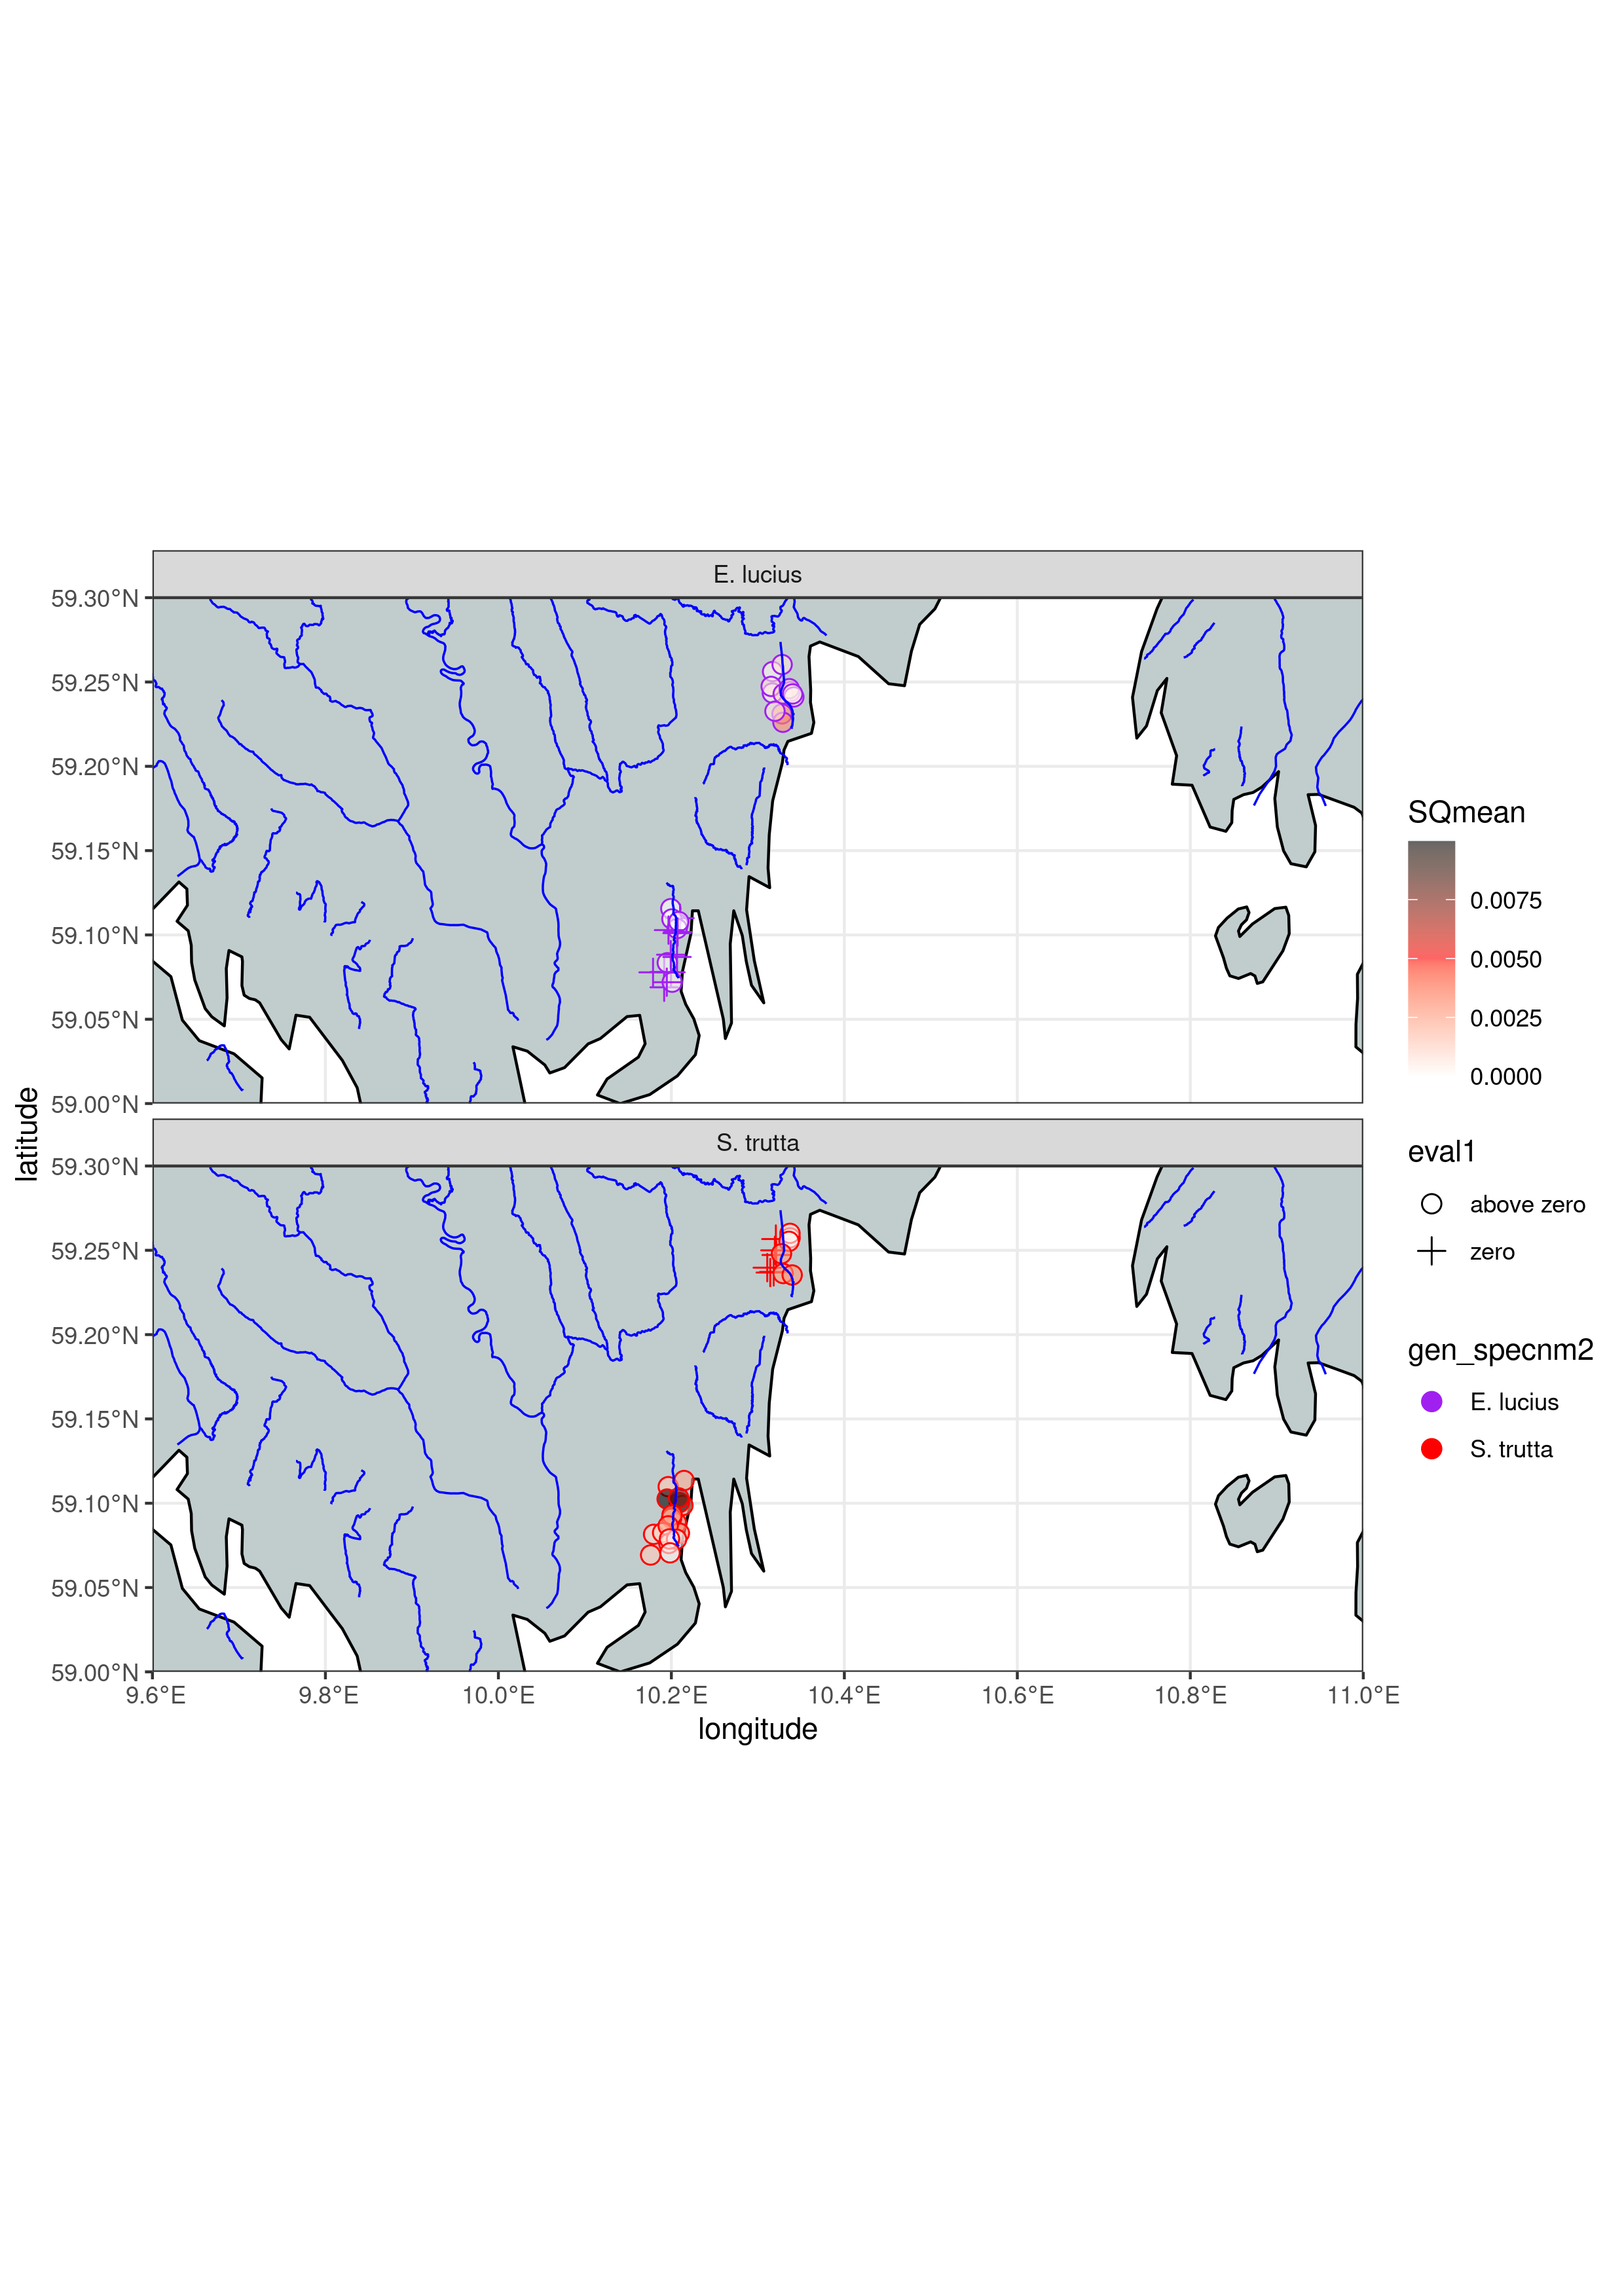 E. lucius
59.30°N
59.25°N
59.20°N
59.15°N
59.10°N
59.05°N
59.00°N
S. trutta
59.30°N
59.25°N
59.20°N
59.15°N
59.10°N
59.05°N
59.00°N
9.6°E 9.8°E 10.0°E 10.2°E 10.4°E 10.6°E 10.8°E 11.0°E
longitude
latitude
SQmean
0.0075
0.0050
0.0025
0.0000
eval1
above zero
zero
gen_specnm2
E. lucius
S. trutta